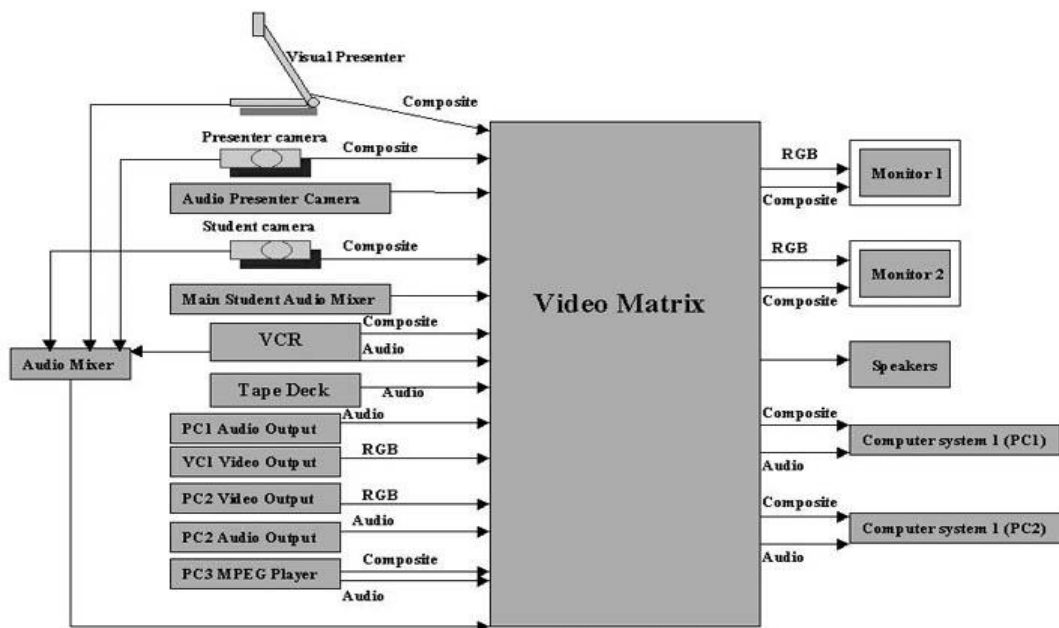 Visual Presenter
Composite
Presenter camera
Composite
Audio Presenter Camera
Student camera
Composite
Main Student Audio Mixer
Composite
VCR
Audio
Audio Mixer
Tape Deck
Audio
Audio
PC1 Audio Output
RGB
VC1 Video Output
RGB
PC2 Video Output
Audio
PC2 Audio Output
Composite
PC3 MPEG Player
Audio
Video Matrix
RGB
Monitor 1
Composite
RGB
Monitor 2
Composite
Speakers
Composite
Computer system 1 (PC1)
Audio
Composite
Computer system 1 (PC2)
Audio